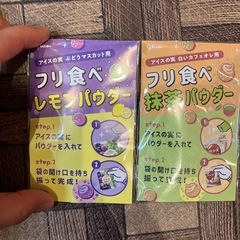 アイスの実 ぶどうマスカット用
フリ食べ
レモンパウダー
Step.1
アイスの実に
パウダーを入れて
Step.2
袋の開け口を持ち
振って完成!
Glico
アイスの実 白いカフェオレ用
フリ食べ
抹茶パウダー
Step.1
アイスの実に
パウダーを入れて
Step.2
袋の開け口を持ち
振って完成!